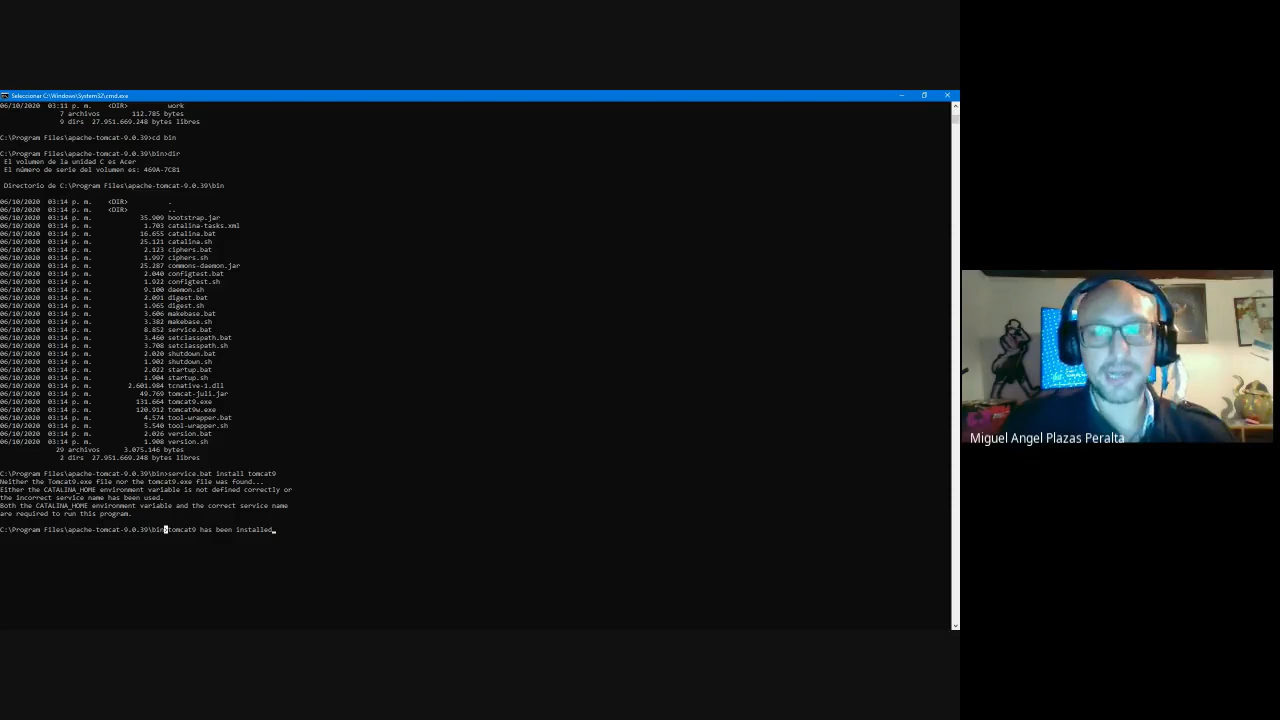 Seleccionar C:\Windows\System32\cmd.exe
06/10/2020  03:11 p. m.    <DIR>          work
7 archivos        112.785 bytes
9 dirs  27.951.669.248 bytes libres
C:\Program Files\apache-tomcat-9.0.39>cd bin
C:\Program Files\apache-tomcat-9.0.39\bin>dir
El volumen de la unidad C es Acer
El número de serie del volumen es: 469A-7CB1
Directorio de C:\Program Files\apache-tomcat-9.0.39\bin
06/10/2020  03:14 p. m.    <DIR>          .
06/10/2020  03:14 p. m.    <DIR>          ..
06/10/2020  03:14 p. m.            35.909 bootstrap.jar
06/10/2020  03:14 p. m.             1.703 catalina-tasks.xml
06/10/2020  03:14 p. m.            16.655 catalina.bat
06/10/2020  03:14 p. m.            25.121 catalina.sh
06/10/2020  03:14 p. m.             2.123 ciphers.bat
06/10/2020  03:14 p. m.             1.997 ciphers.sh
06/10/2020  03:14 p. m.            25.287 commons-daemon.jar
06/10/2020  03:14 p. m.             2.040 configtest.bat
06/10/2020  03:14 p. m.             1.922 configtest.sh
06/10/2020  03:14 p. m.             9.100 daemon.sh
06/10/2020  03:14 p. m.             2.091 digest.bat
06/10/2020  03:14 p. m.             1.965 digest.sh
06/10/2020  03:14 p. m.             3.606 makebase.bat
06/10/2020  03:14 p. m.             3.382 makebase.sh
06/10/2020  03:14 p. m.             8.852 service.bat
06/10/2020  03:14 p. m.             3.460 setclasspath.bat
06/10/2020  03:14 p. m.             3.708 setclasspath.sh
06/10/2020  03:14 p. m.             2.020 shutdown.bat
06/10/2020  03:14 p. m.             1.902 shutdown.sh
06/10/2020  03:14 p. m.             2.022 startup.bat
06/10/2020  03:14 p. m.             1.904 startup.sh
06/10/2020  03:14 p. m.         2.601.984 tcnative-1.dll
06/10/2020  03:14 p. m.            49.769 tomcat-juli.jar
06/10/2020  03:14 p. m.           131.664 tomcat9.exe
06/10/2020  03:14 p. m.           120.912 tomcat9w.exe
06/10/2020  03:14 p. m.             4.574 tool-wrapper.bat
06/10/2020  03:14 p. m.             5.540 tool-wrapper.sh
06/10/2020  03:14 p. m.             2.026 version.bat
06/10/2020  03:14 p. m.             1.908 version.sh
29 archivos      3.075.146 bytes
2 dirs  27.951.669.248 bytes libres
C:\Program Files\apache-tomcat-9.0.39\bin>service.bat install tomcat9
Neither the Tomcat9.exe file nor the tomcat9.exe file was found...
Either the CATALINA_HOME environment variable is not defined correctly or
the incorrect service name has been used.
Both the CATALINA_HOME environment variable and the correct service name
are required to run this program.
C:\Program Files\apache-tomcat-9.0.39\bin>tomcat9 has been installed_
Miguel Angel Plazas Peralta